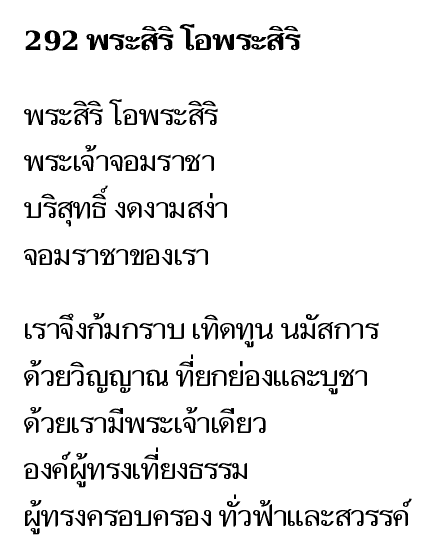 292 พระสิริ โอพระสิริ
พระสิริ โอพระสิริ
พระเจ้าจอมราชา
บริสุทธิ์ งดงามสง่า
จอมราชาของเรา
เราจึงก้มกราบ เทิดทูน นมัสการ
ด้วยวิญญาณ ที่ยกย่องและบูชา
ด้วยเรามีพระเจ้าเดียว
องค์ผู้ทรงเที่ยงธรรม
ผู้ทรงครอบครอง ทั่วฟ้าและสวรรค์